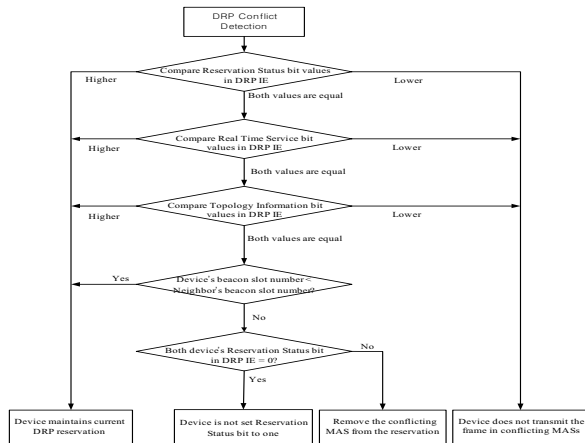 DRP Conflict
Detection
Compare Reservation Status bit values
in DRP IE
Higher
Lower
Both values are equal
Compare Real Time Service bit
values in DRP IE
Higher
Lower
Both values are equal
Compare Topology Information bit
values in DRP IE
Higher
Lower
Both values are equal
Device's beacon slot number<
Neighbor's beacon slot number?
Yes
No
Both device's Reservation Status bit
in DRP IE = 0?
No
Yes
Device maintains current
DRP reservation
Device is not set Reservation
Status bit to one
Remove the conflicting
MAS from the reservation
Device does not transmit the
frame in conflicting MASs